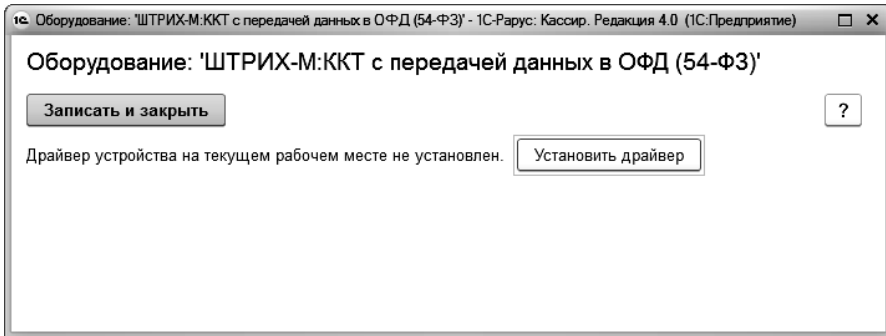 1С Оборудование: 'ШТРИХ-М:ККТ с передачей данных в ОФД (54-ФЗ)' - 1С-Рарус: Кассир. Редакция 4.0 (1С:Предприятие)
Оборудование: 'ШТРИХ-М:ККТ с передачей данных в ОФД (54-ФЗ)'
Записать и закрыть ?
Драйвер устройства на текущем рабочем месте не установлен. Установить драйвер